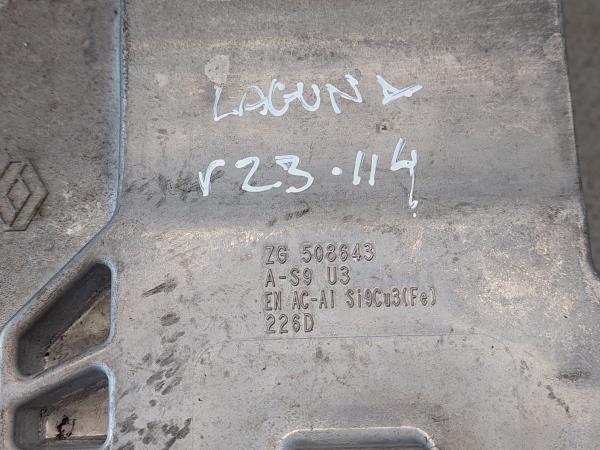 LAGUNA
r23.114
ZG 508643
A-S9 U3
EN AC-Al Si9Cu3(Fe)
226D